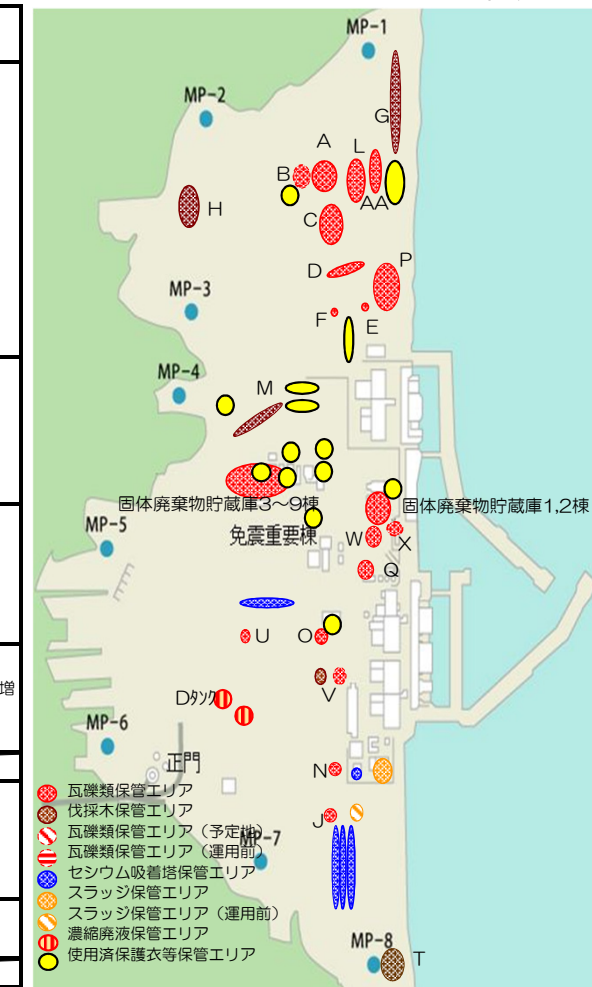 MP-1
G
MP-2
A
L
B
AA
H
C
D
P
MP-3
F
E
MP-4
M
固体廃棄物貯蔵庫3～9棟
固体廃棄物貯蔵庫1,2棟
MP-5
免震重要棟
W
X
Q
U
O
増
V
Dタンク
MP-6
正門
N
瓦礫類保管エリア
伐採木保管エリア
J
瓦礫類保管エリア（予定地）
瓦礫類保管エリア（運用前）
MP-7
セシウム吸着塔保管エリア
スラッジ保管エリア
スラッジ保管エリア（運用前）
濃縮廃液保管エリア
使用済保護衣等保管エリア
MP-8
T